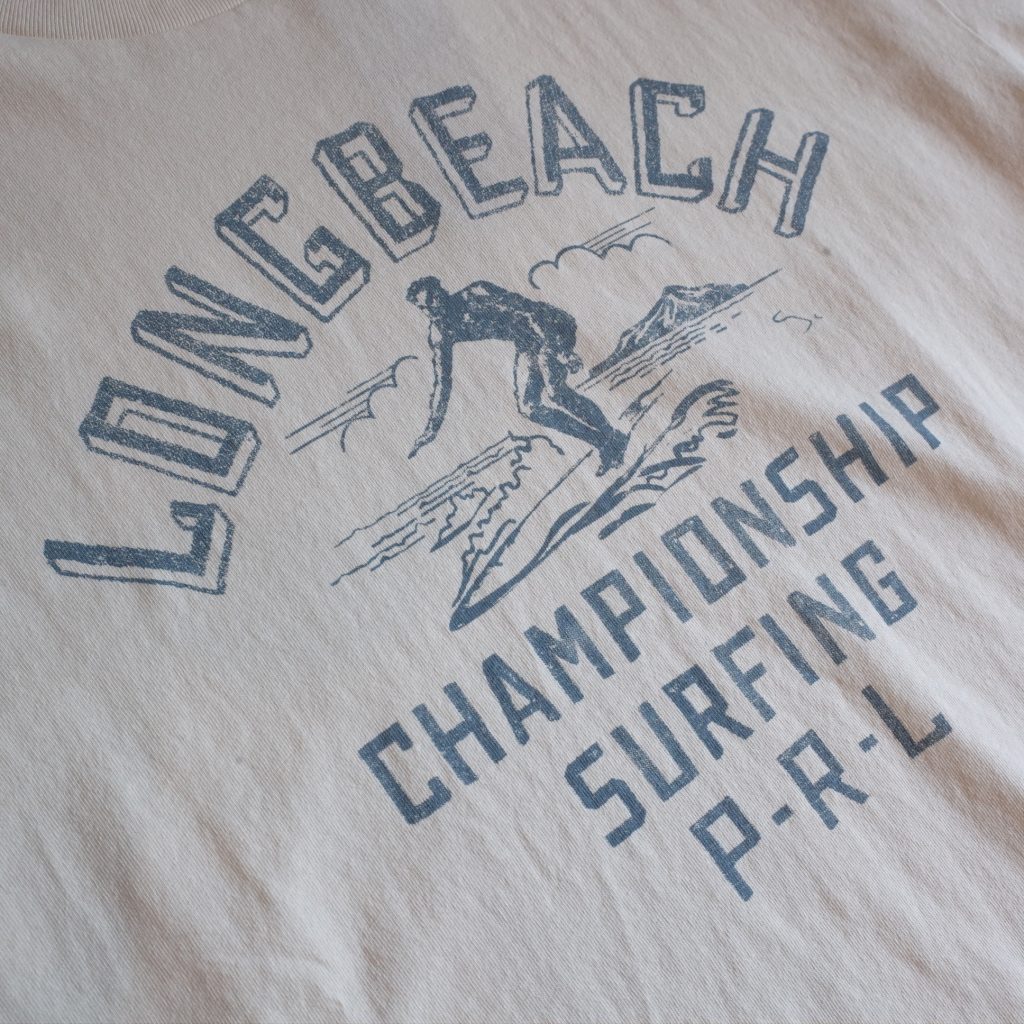 LONGBEACH
CHAMPIONSHIP
SURFING
P-R-L